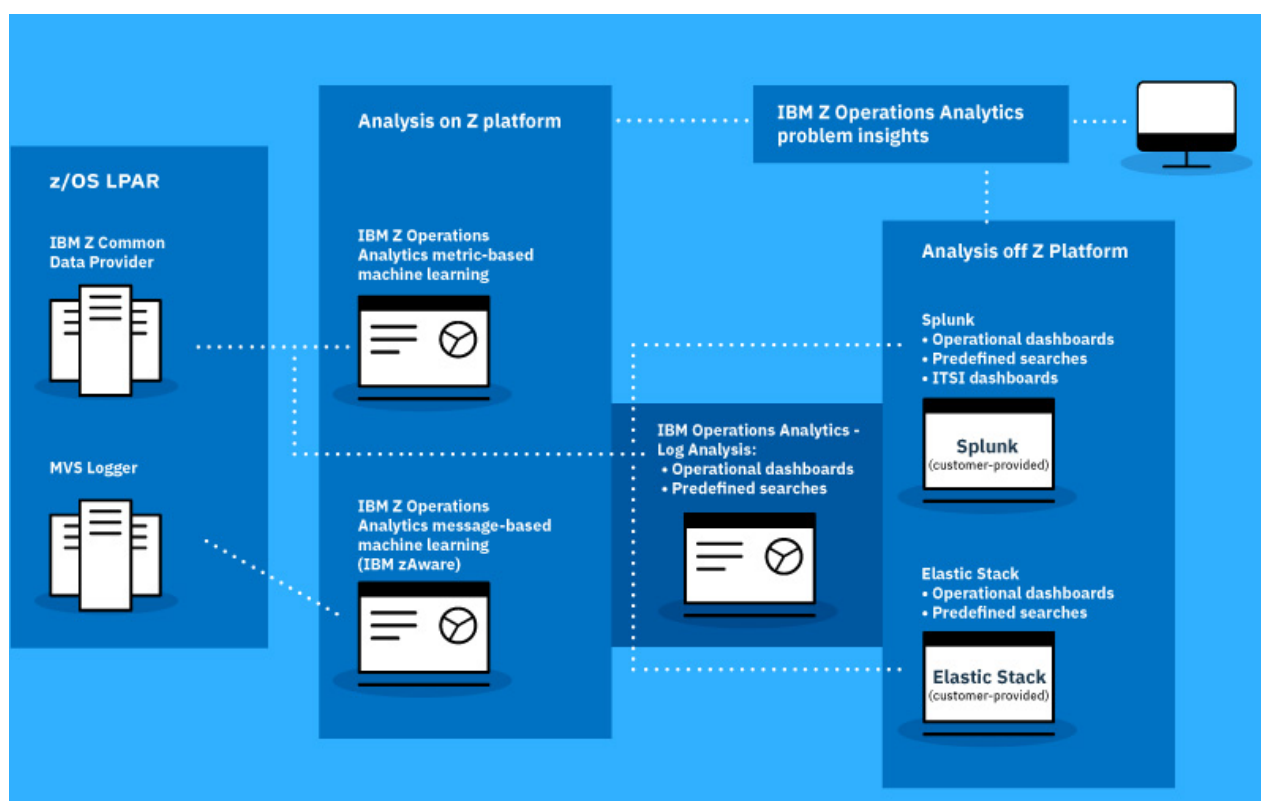 z/OS LPAR
IBM Z Common
Data Provider
MVS Logger
Analysis on Z platform
IBM Z Operations
Analytics metric-based
machine learning
IBM Z Operations
Analytics message-based
machine learning
(IBM zAware)
IBM Z Operations Analytics
problem insights
IBM Operations Analytics -
Log Analysis:
• Operational dashboards
• Predefined searches
Analysis off Z Platform
Splunk
• Operational dashboards
• Predefined searches
• ITSI dashboards
Splunk
(customer-provided)
Elastic Stack
• Operational dashboards
• Predefined searches
Elastic Stack
(customer-provided)